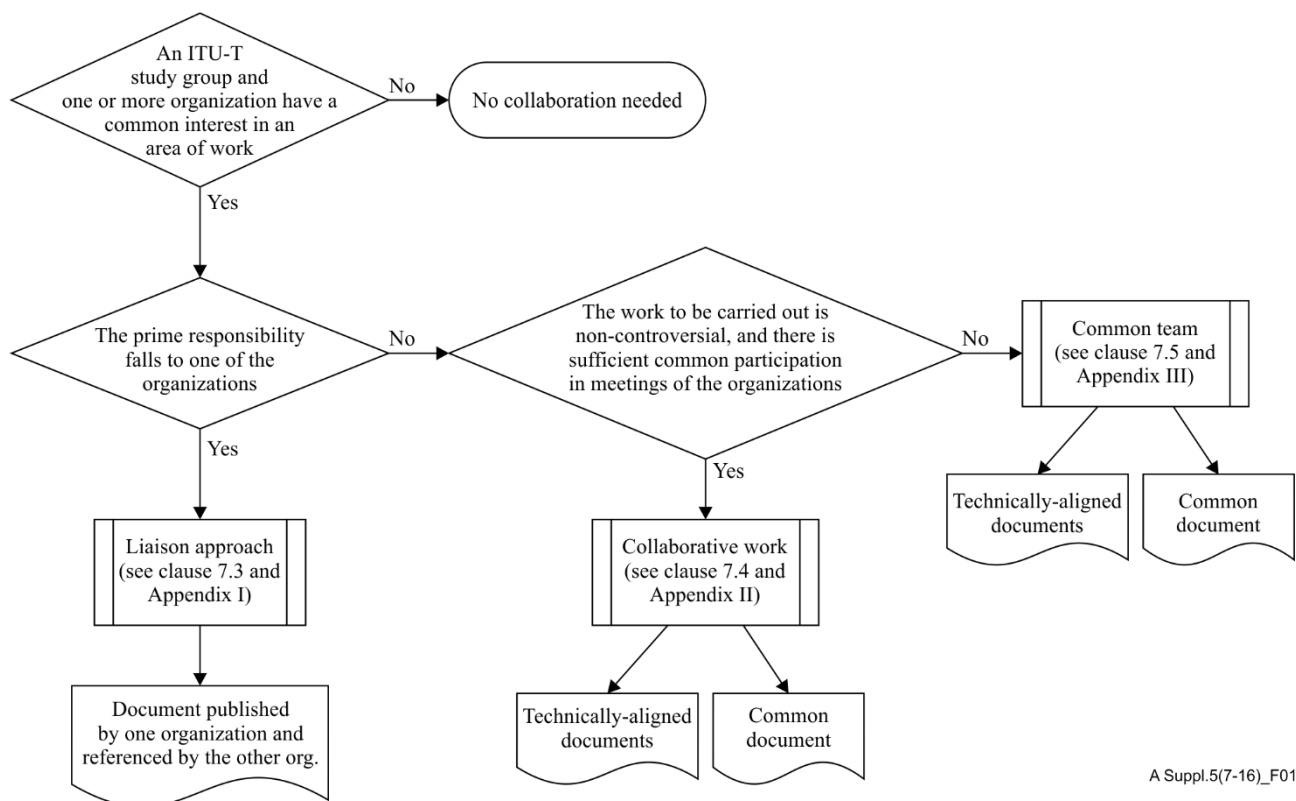 An ITU-T
study group and
one or more organization have a
common interest in an
area of work
No
No collaboration needed
Yes
The prime responsibility
falls to one of the
organizations
No
The work to be carried out is
non-controversial, and there is
sufficient common participation
in meetings of the organizations
No
Common team
(see clause 7.5 and
Appendix III)
Yes
Yes
Technically-aligned
documents
Common
document
Liaison approach
(see clause 7.3 and
Appendix I)
Collaborative work
(see clause 7.4 and
Appendix II)
Document published
by one organization and
referenced by the other org.
Technically-aligned
documents
Common
document
A Suppl.5(7-16)_F01